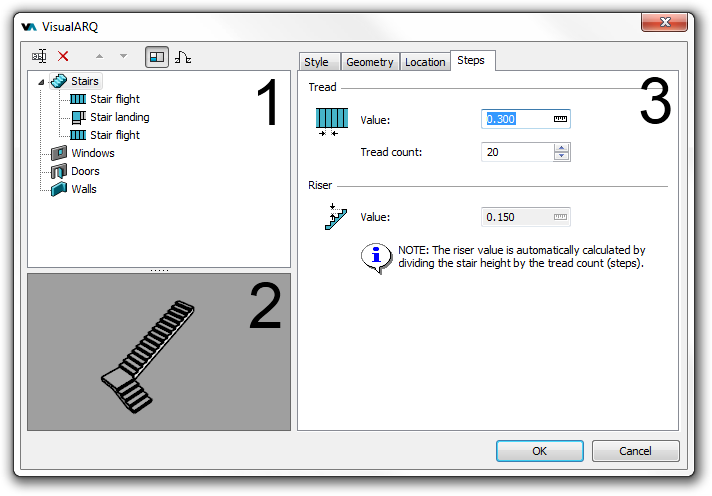 VisualARQ
Style
Geometry
Location
Steps
Stairs
Stair flight
Stair landing
Stair flight
Windows
Doors
Walls
1
2
3
Tread
Value:
0.300
Tread count:
20
Riser
Value:
0.150
NOTE: The riser value is automatically calculated by
dividing the stair height by the tread count (steps).
OK
Cancel